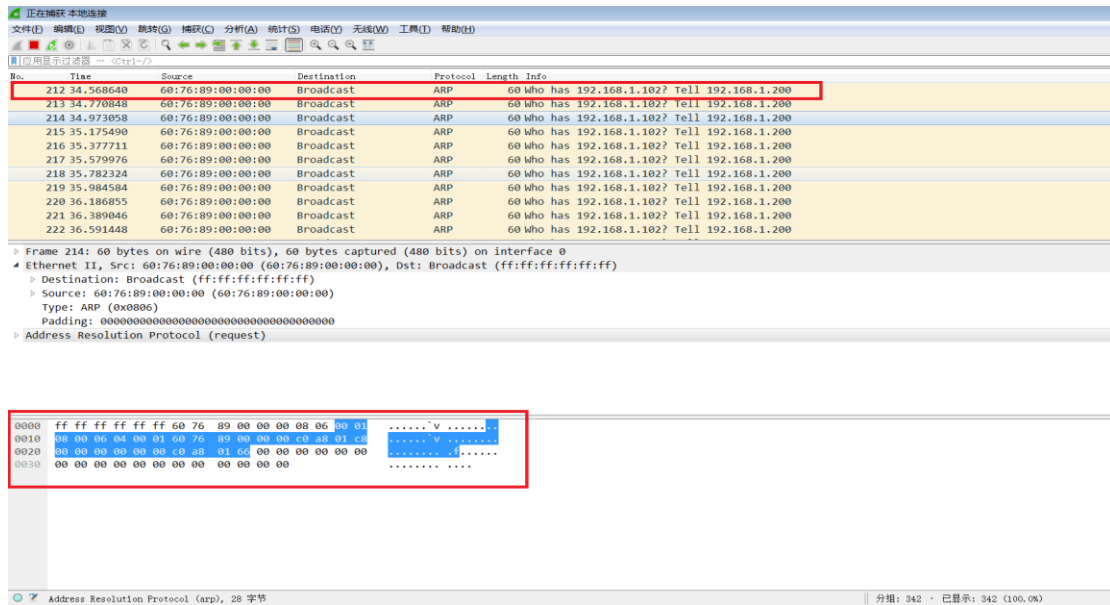 正在捕获 本地连接
文件(F) 编辑(E) 视图(V) 跳转(G) 捕获(C) 分析(A) 统计(S) 电话(Y) 无线(W) 工具(T) 帮助(H)
应用显示过滤器 … <Ctrl-/>
No. Time Source Destination Protocol Length Info
212 34.568640 60:76:89:00:00:00 Broadcast ARP 60 Who has 192.168.1.102? Tell 192.168.1.200
213 34.770848 60:76:89:00:00:00 Broadcast ARP 60 Who has 192.168.1.102? Tell 192.168.1.200
214 34.973058 60:76:89:00:00:00 Broadcast ARP 60 Who has 192.168.1.102? Tell 192.168.1.200
215 35.175490 60:76:89:00:00:00 Broadcast ARP 60 Who has 192.168.1.102? Tell 192.168.1.200
216 35.377711 60:76:89:00:00:00 Broadcast ARP 60 Who has 192.168.1.102? Tell 192.168.1.200
217 35.579976 60:76:89:00:00:00 Broadcast ARP 60 Who has 192.168.1.102? Tell 192.168.1.200
218 35.782324 60:76:89:00:00:00 Broadcast ARP 60 Who has 192.168.1.102? Tell 192.168.1.200
219 35.984584 60:76:89:00:00:00 Broadcast ARP 60 Who has 192.168.1.102? Tell 192.168.1.200
220 36.186855 60:76:89:00:00:00 Broadcast ARP 60 Who has 192.168.1.102? Tell 192.168.1.200
221 36.389046 60:76:89:00:00:00 Broadcast ARP 60 Who has 192.168.1.102? Tell 192.168.1.200
222 36.591448 60:76:89:00:00:00 Broadcast ARP 60 Who has 192.168.1.102? Tell 192.168.1.200
Frame 214: 60 bytes on wire (480 bits), 60 bytes captured (480 bits) on interface 0
Ethernet II, Src: 60:76:89:00:00:00 (60:76:89:00:00:00), Dst: Broadcast (ff:ff:ff:ff:ff:ff)
Destination: Broadcast (ff:ff:ff:ff:ff:ff)
Source: 60:76:89:00:00:00 (60:76:89:00:00:00)
Type: ARP (0x0806)
Padding: 000000000000000000000000000000000000
Address Resolution Protocol (request)
0000 ff ff ff ff ff ff 60 76 89 00 00 00 08 06 00 01 ......`v ........
0010 08 00 06 04 00 01 60 76 89 00 00 00 c0 a8 01 c8 ......`v ........
0020 00 00 00 00 00 00 c0 a8 01 66 00 00 00 00 00 00 ........ .f......
0030 00 00 00 00 00 00 00 00 00 00 00 00 ........ ....
Address Resolution Protocol (arp), 28 字节
分组: 342 · 已显示: 342 (100.0%)